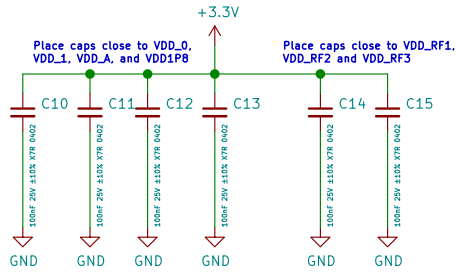 +3.3V
Place caps close to VDD_0,
VDD_1, VDD_A, and VDD1P8
Place caps close to VDD_RF1,
VDD_RF2 and VDD_RF3
C10
C11
C12
C13
C14
C15
100nF 25V ±10% X7R 0402
100nF 25V ±10% X7R 0402
100nF 25V ±10% X7R 0402
100nF 25V ±10% X7R 0402
100nF 25V ±10% X7R 0402
100nF 25V ±10% X7R 0402
GND
GND
GND
GND
GND
GND